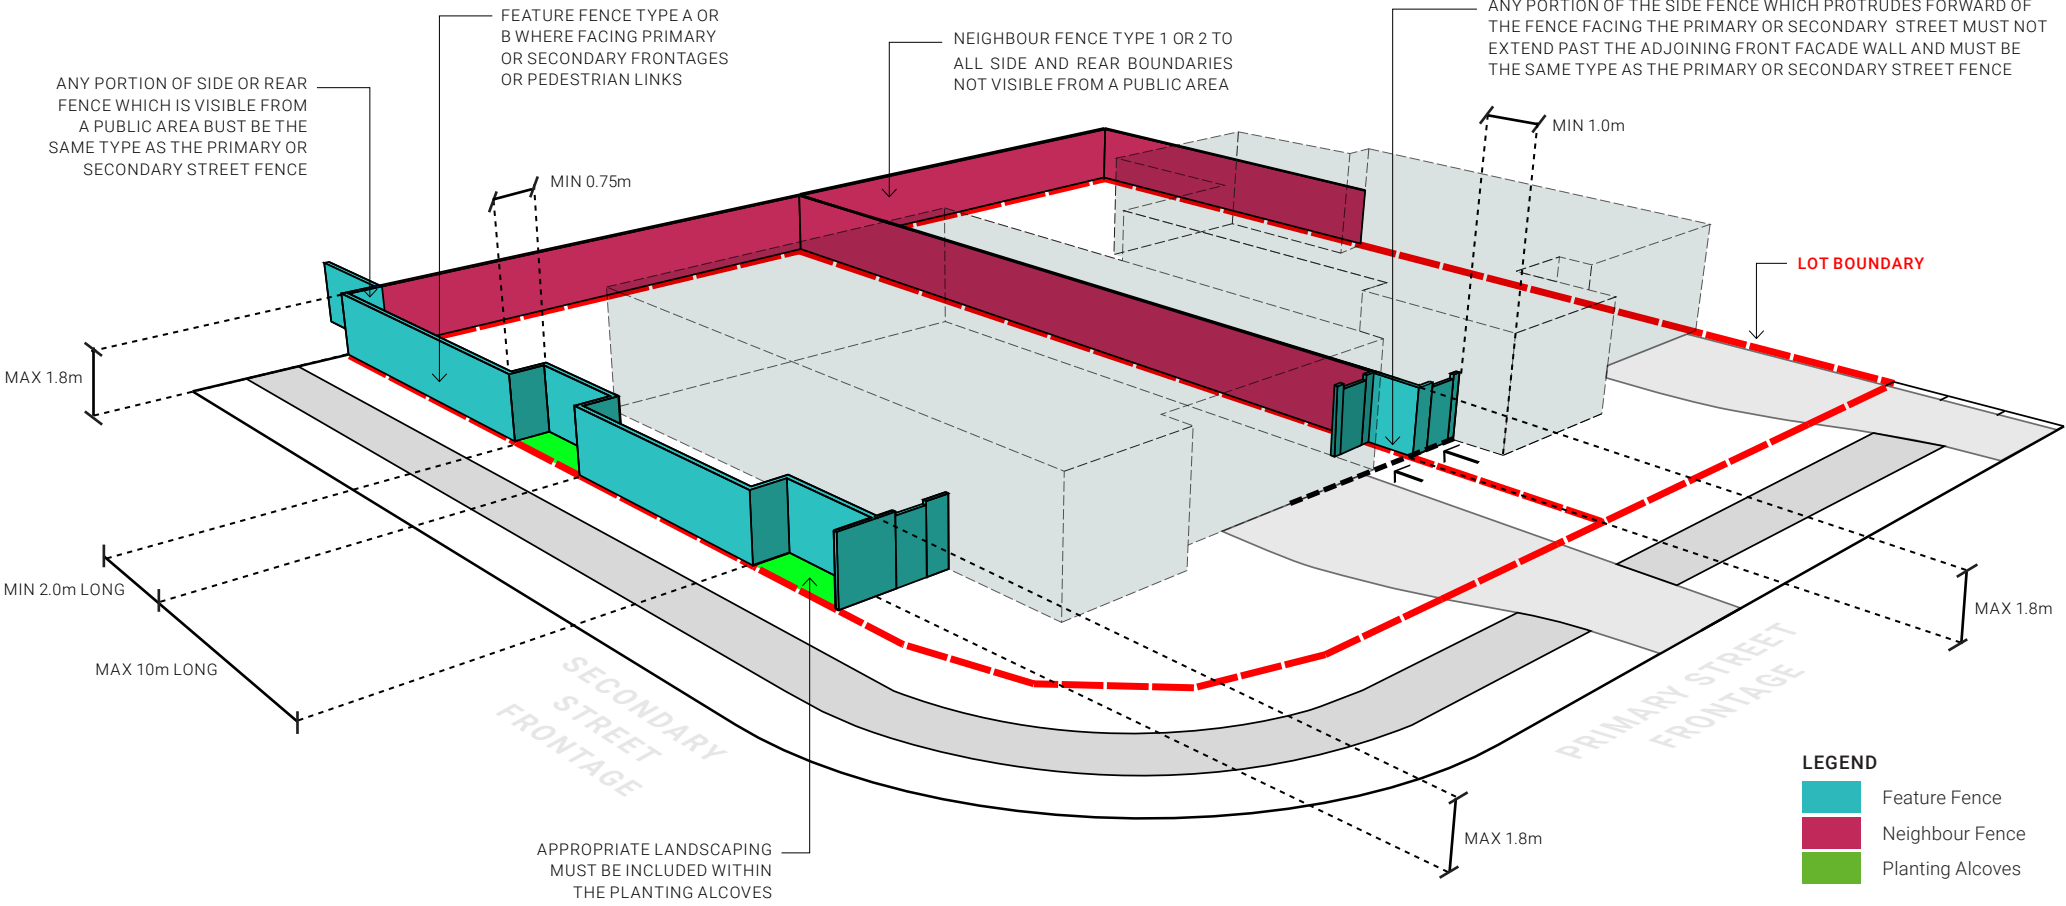 FEATURE FENCE TYPE A OR
B WHERE FACING PRIMARY
OR SECONDARY FRONTAGES
OR PEDESTRIAN LINKS
NEIGHBOUR FENCE TYPE 1 OR 2 TO
ALL SIDE AND REAR BOUNDARIES
NOT VISIBLE FROM A PUBLIC AREA
ANY PORTION OF THE SIDE FENCE WHICH PROTRUDES FORWARD OF
THE FENCE FACING THE PRIMARY OR SECONDARY STREET MUST NOT
EXTEND PAST THE ADJOINING FRONT FACADE WALL AND MUST BE
THE SAME TYPE AS THE PRIMARY OR SECONDARY STREET FENCE
ANY PORTION OF SIDE OR REAR
FENCE WHICH IS VISIBLE FROM
A PUBLIC AREA BUST BE THE
SAME TYPE AS THE PRIMARY OR
SECONDARY STREET FENCE
MIN 0.75m
MIN 1.0m
LOT BOUNDARY
MAX 1.8m
MIN 2.0m LONG
MAX 10m LONG
MAX 1.8m
SECONDARY
STREET
FRONTAGE
PRIMARY STREET
FRONTAGE
MAX 1.8m
APPROPRIATE LANDSCAPING
MUST BE INCLUDED WITHIN
THE PLANTING ALCOVES
LEGEND
Feature Fence
Neighbour Fence
Planting Alcoves